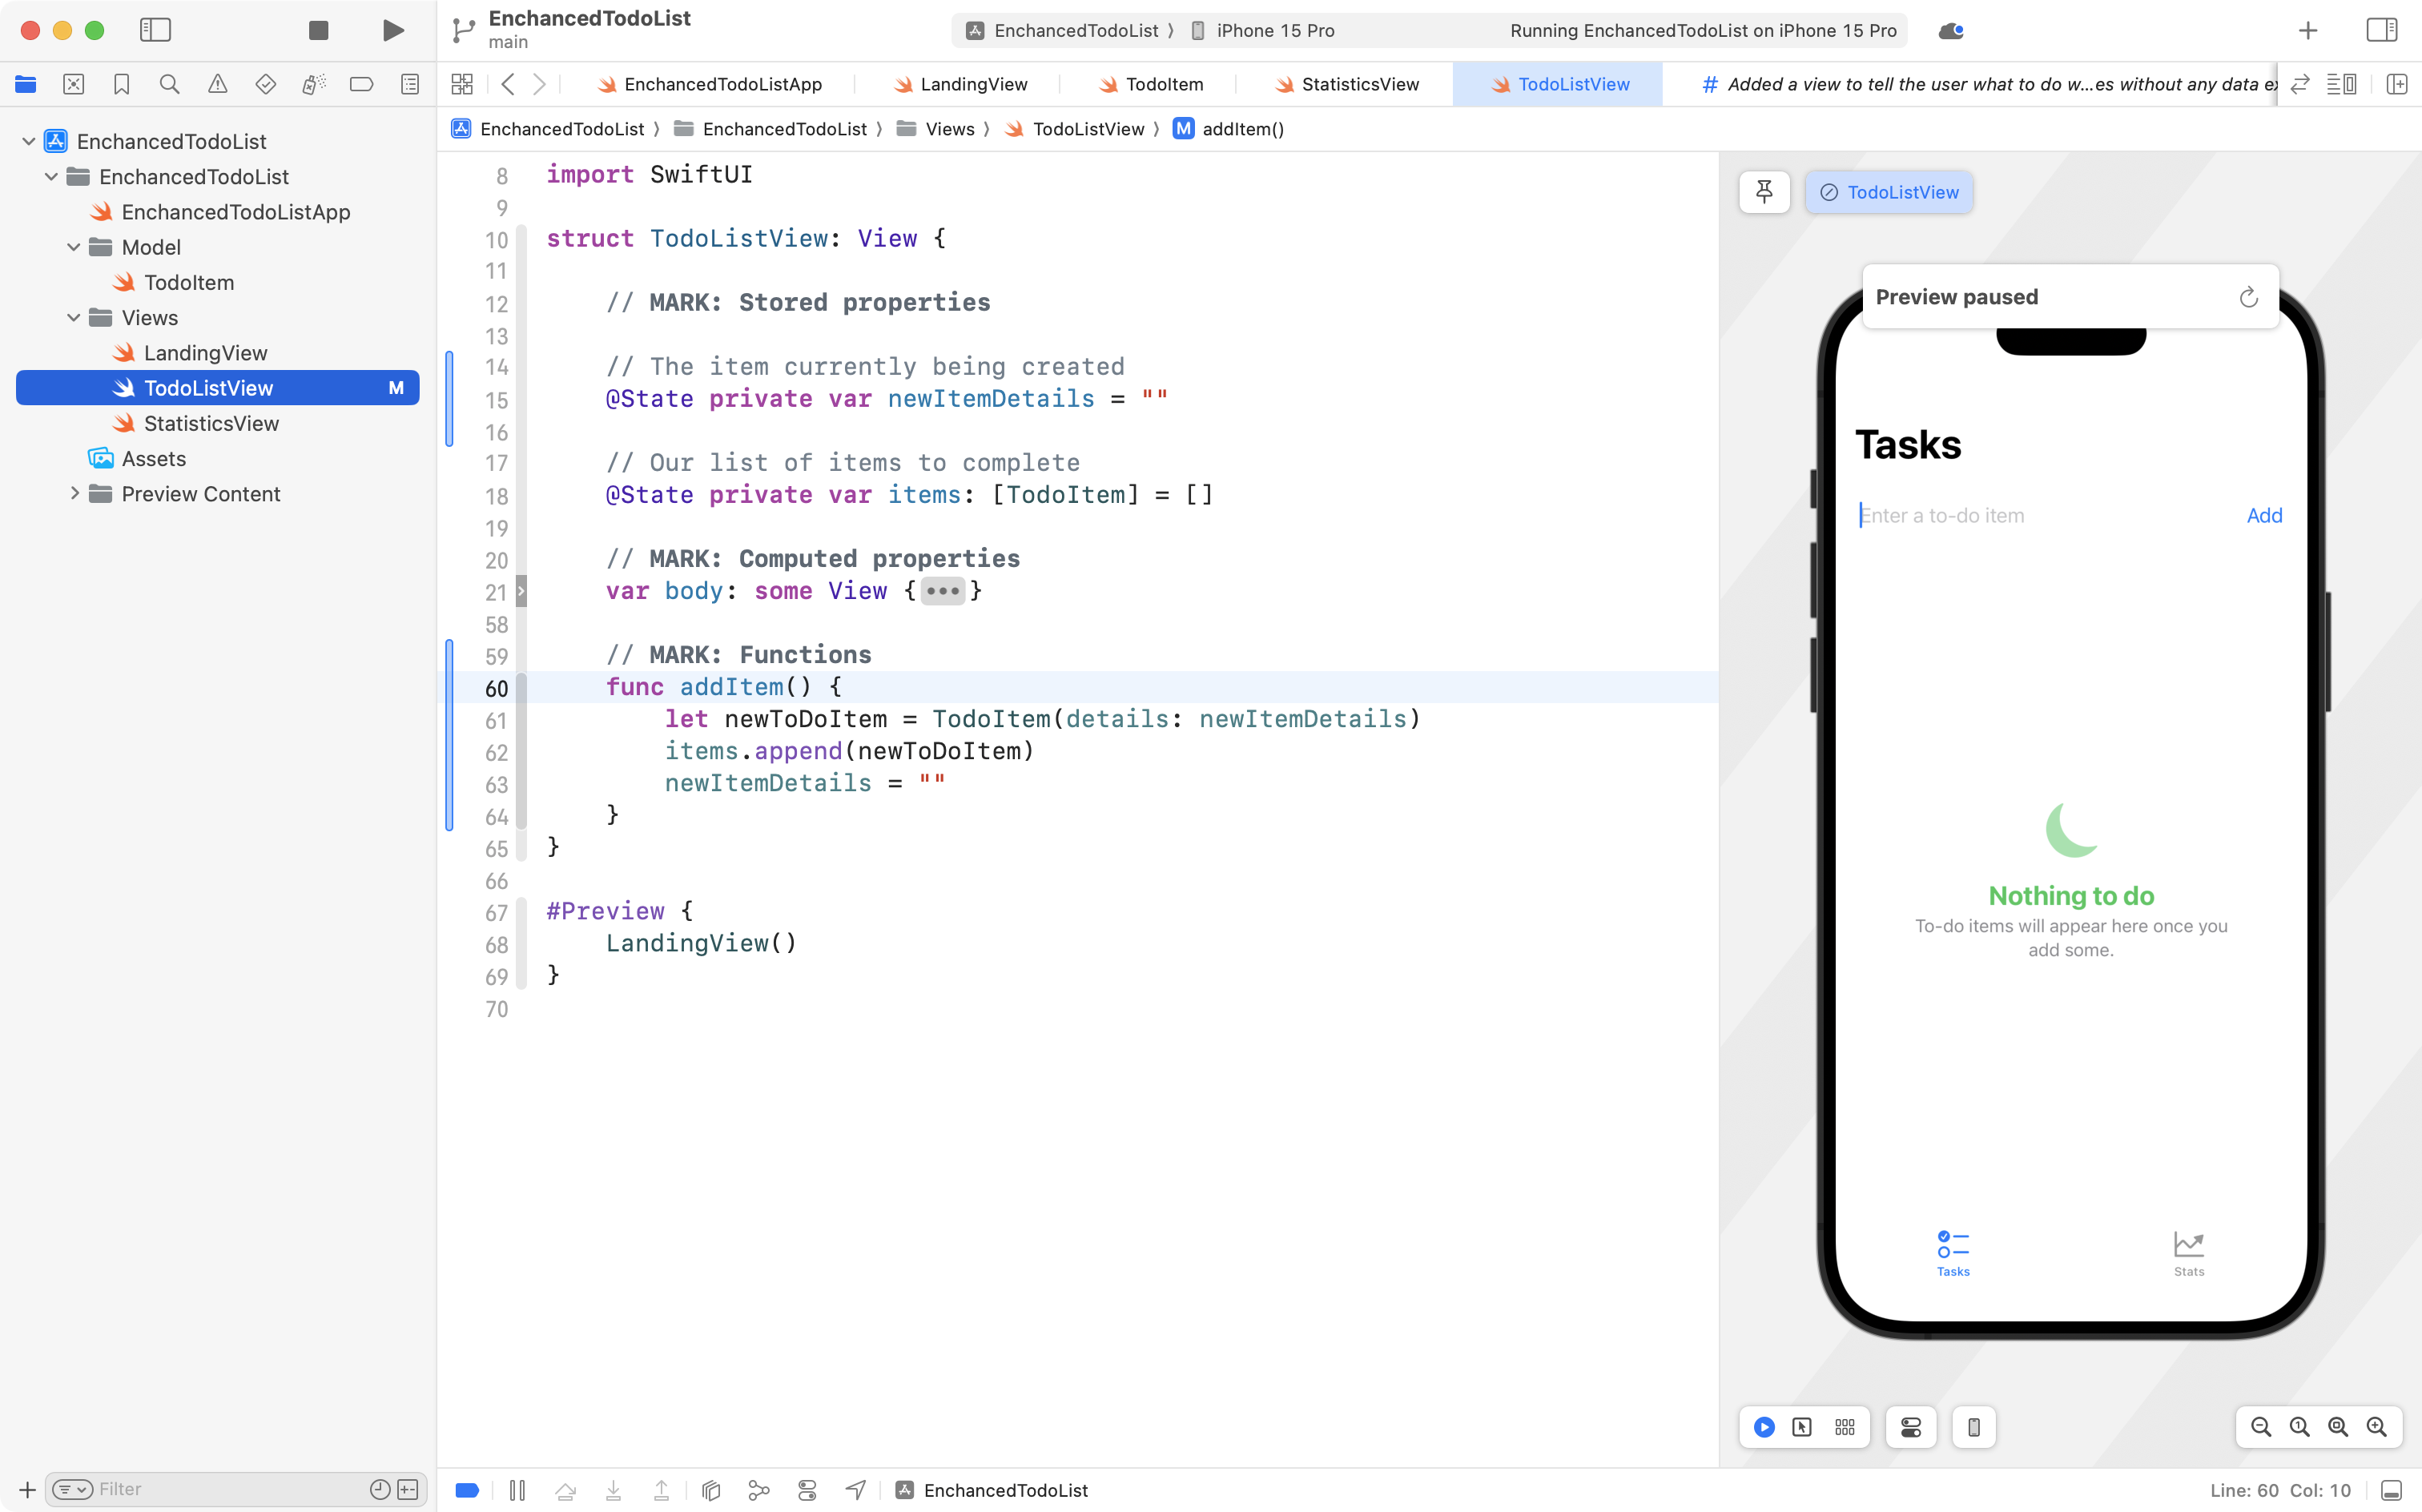 EnchancedTodoList
main
EnchancedTodoList 〉 iPhone 15 Pro
Running EnchancedTodoList on iPhone 15 Pro
EnchancedTodoListApp
LandingView
TodoItem
StatisticsView
TodoListView
# Added a view to tell the user what to do w...es without any data ex
EnchancedTodoList 〉 EnchancedTodoList 〉 Views 〉 TodoListView 〉 M addItem()
EnchancedTodoList
EnchancedTodoList
EnchancedTodoListApp
Model
TodoItem
Views
LandingView
TodoListView M
StatisticsView
Assets
Preview Content
Filter
8 import SwiftUI
9
10 struct TodoListView: View {
11
12 // MARK: Stored properties
13
14 // The item currently being created
15 @State private var newItemDetails = ""
16
17 // Our list of items to complete
18 @State private var items: [TodoItem] = []
19
20 // MARK: Computed properties
21 var body: some View {•••}
58
59 // MARK: Functions
60 func addItem() {
61 let newToDoItem = TodoItem(details: newItemDetails)
62 items.append(newToDoItem)
63 newItemDetails = ""
64 }
65 }
66
67 #Preview {
68 LandingView()
69 }
70
TodoListView
Preview paused
Tasks
Enter a to-do item
Add
Nothing to do
To-do items will appear here once you
add some.
Tasks
Stats
EnchancedTodoList
Line: 60 Col: 10